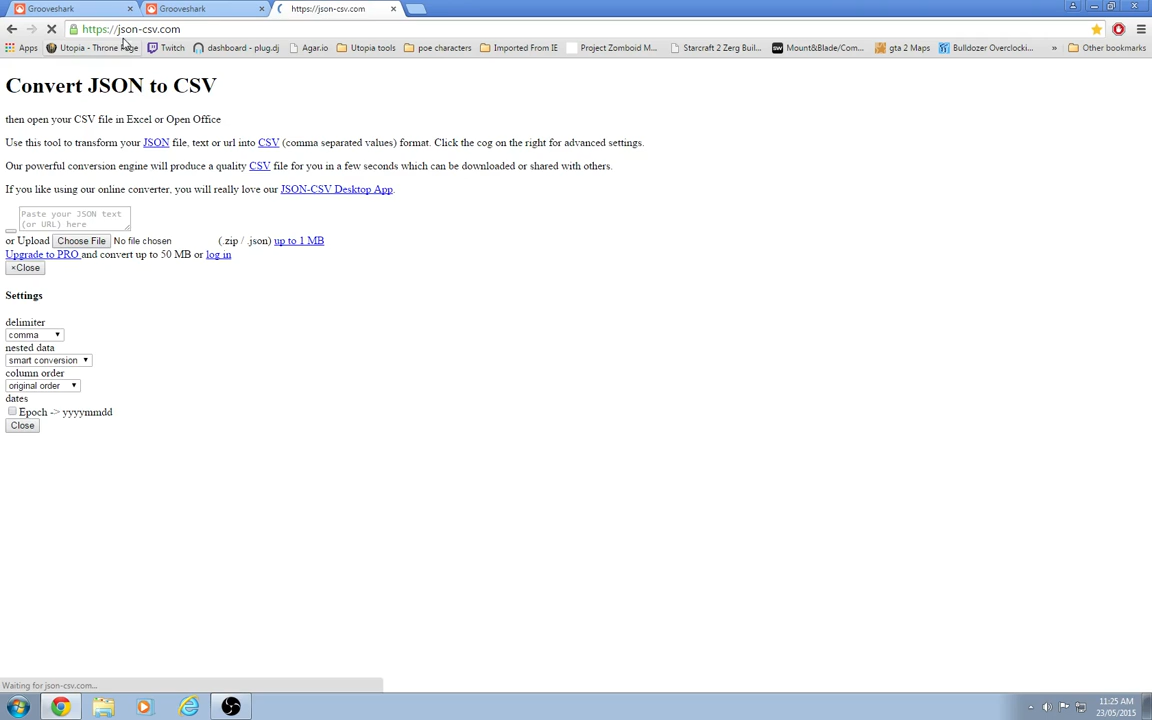 Grooveshark
Grooveshark
https://json-csv.com
https://json-csv.com
Apps
Utopia - Throne Page
Twitch
dashboard - plug.dj
Agar.io
Utopia tools
poe characters
Imported From IE
Project Zomboid M...
Starcraft 2 Zerg Buil...
Mount&Blade/Com...
gta 2 Maps
Bulldozer Overclocki...
»
Other bookmarks
Convert JSON to CSV
then open your CSV file in Excel or Open Office
Use this tool to transform your JSON file, text or url into CSV (comma separated values) format. Click the cog on the right for advanced settings.
Our powerful conversion engine will produce a quality CSV file for you in a few seconds which can be downloaded or shared with others.
If you like using our online converter, you will really love our JSON-CSV Desktop App.
Paste your JSON text
(or URL) here
or Upload Choose File No file chosen (.zip / .json) up to 1 MB
Upgrade to PRO and convert up to 50 MB or log in
×Close
Settings
delimiter
comma
nested data
smart conversion
column order
original order
dates
Epoch -> yyyymmdd
Close
Waiting for json-csv.com...
11:25 AM
23/05/2015